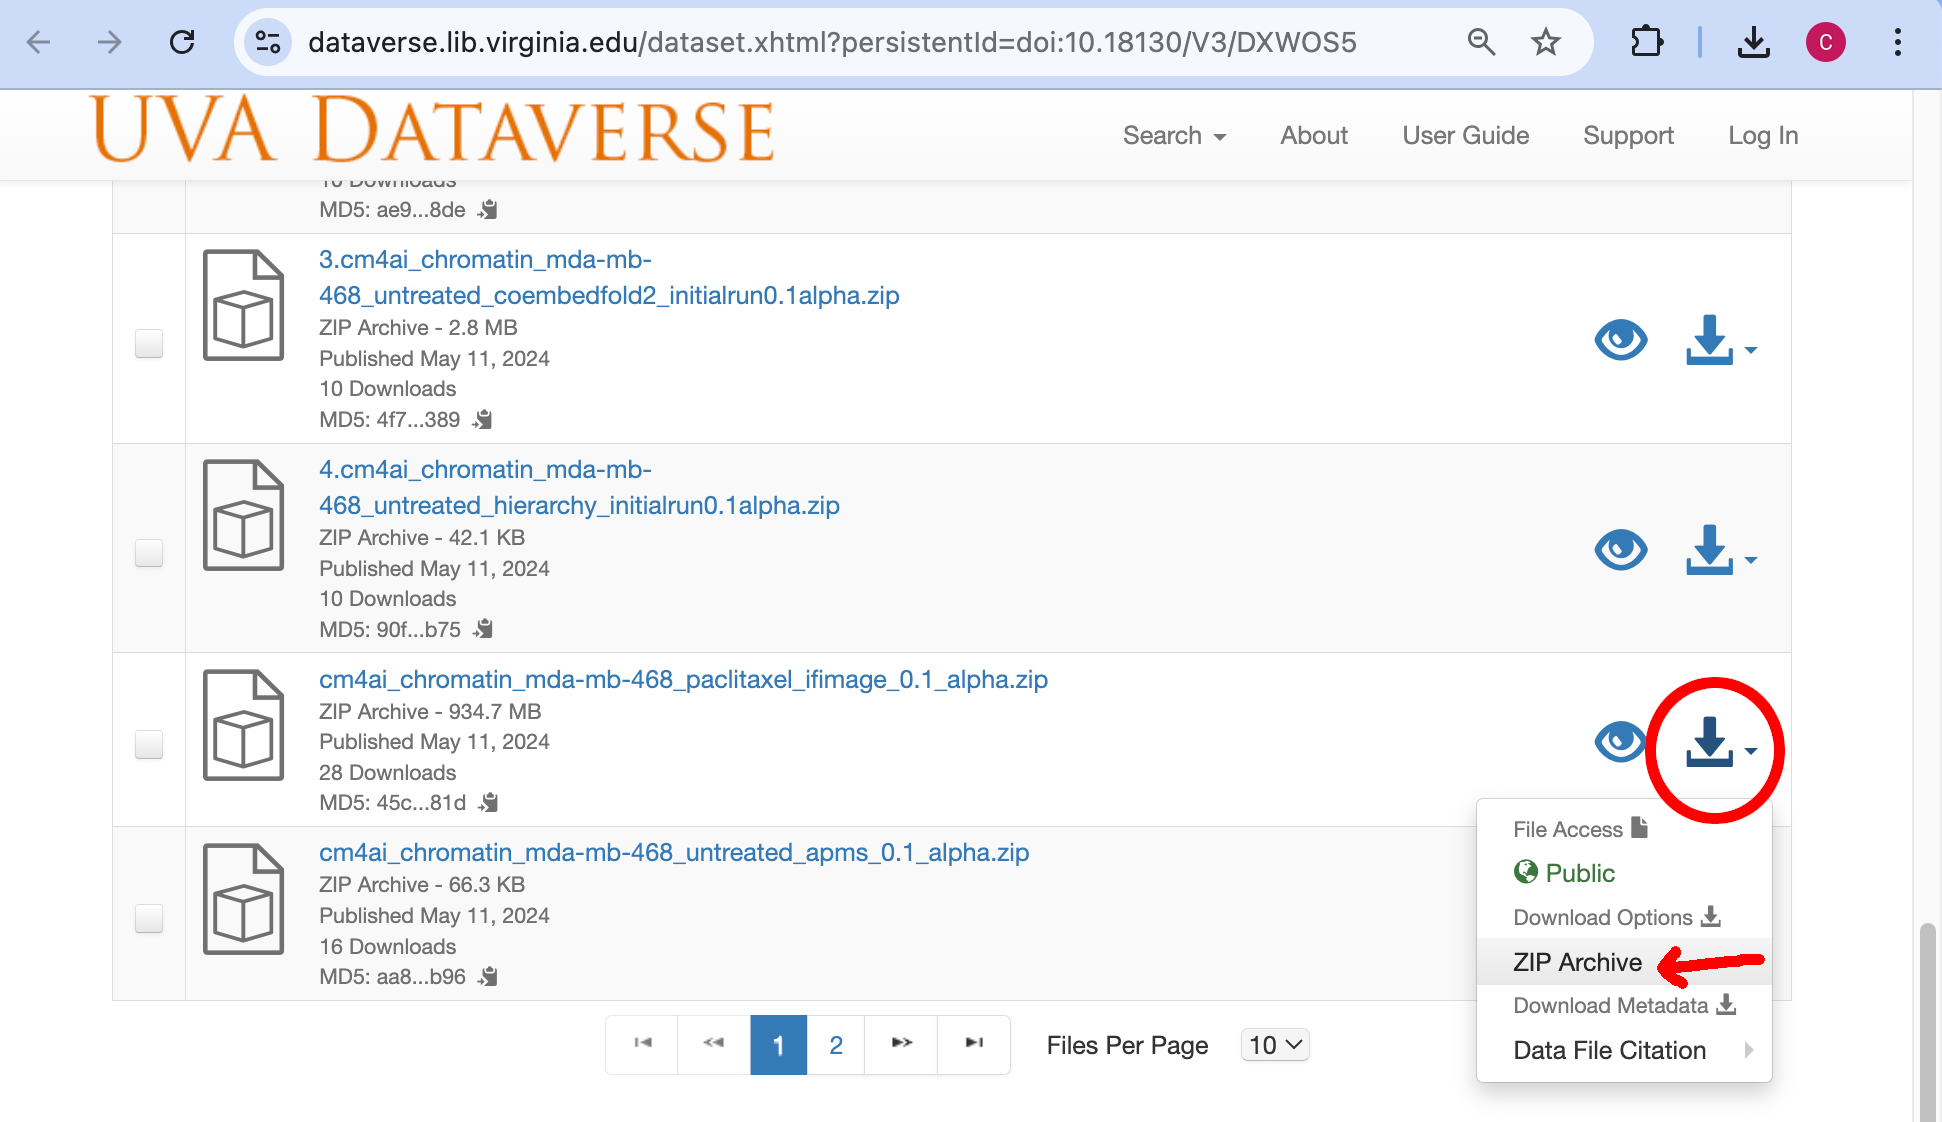 dataverse.lib.virginia.edu/dataset.xhtml?persistentId=doi:10.18130/V3/DXWOS5
C
UVA DATAVERSE
Search
About
User Guide
Support
Log In
10 Downloads
MD5: ae9...8de
3.cm4ai_chromatin_mda-mb-
468_untreated_coembedfold2_initialrun0.1alpha.zip
ZIP Archive - 2.8 MB
Published May 11, 2024
10 Downloads
MD5: 4f7...389
4.cm4ai_chromatin_mda-mb-
468_untreated_hierarchy_initialrun0.1alpha.zip
ZIP Archive - 42.1 KB
Published May 11, 2024
10 Downloads
MD5: 90f...b75
cm4ai_chromatin_mda-mb-468_paclitaxel_ifimage_0.1_alpha.zip
ZIP Archive - 934.7 MB
Published May 11, 2024
28 Downloads
MD5: 45c...81d
cm4ai_chromatin_mda-mb-468_untreated_apms_0.1_alpha.zip
ZIP Archive - 66.3 KB
Published May 11, 2024
16 Downloads
MD5: aa8...b96
File Access
Public
Download Options
ZIP Archive
Download Metadata
Data File Citation
1
2
Files Per Page
10